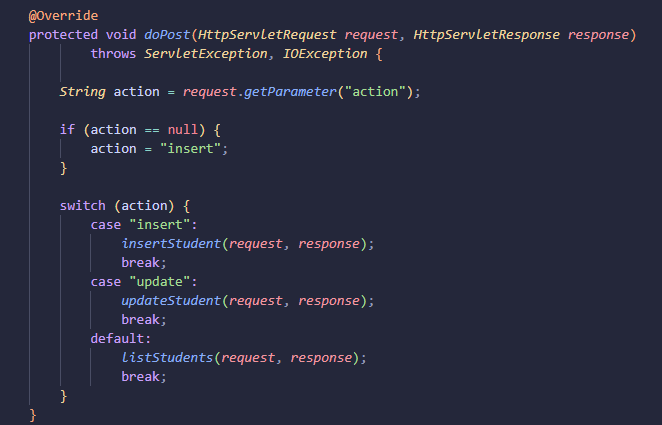 @Override
protected void doPost(HttpServletRequest request, HttpServletResponse response)
        throws ServletException, IOException {

    String action = request.getParameter("action");

    if (action == null) {
        action = "insert";
    }

    switch (action) {
        case "insert":
            insertStudent(request, response);
            break;
        case "update":
            updateStudent(request, response);
            break;
        default:
            listStudents(request, response);
            break;
    }
}